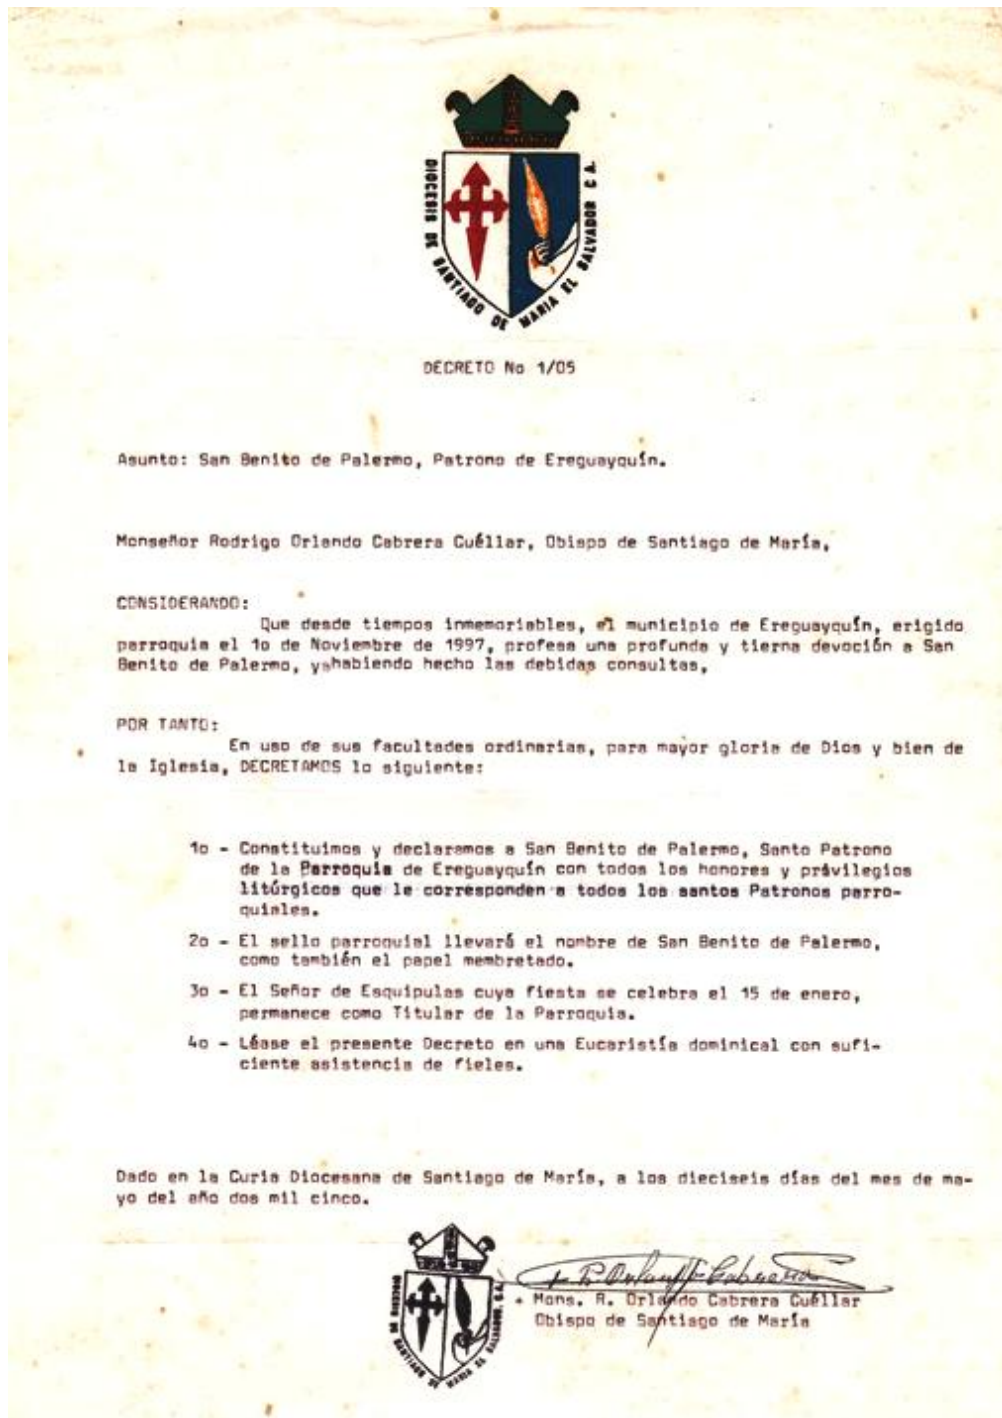 DIOCESIS DE SANTIAGO DE MARIA EL SALVADOR C A.
DECRETO No 1/05
Asunto: San Benito de Palermo, Patrono de Ereguayquín.
Monseñor Rodrigo Orlando Cabrera Cuéllar, Obispo de Santiago de María,
CONSIDERANDO:
Que desde tiempos inmemoriables, el municipio de Ereguayquín, erigido
parroquia el 1o de Noviembre de 1997, profesa una profunda y tierna devoción a San
Benito de Palermo, y habiendo hecho las debidas consultas,
POR TANTO:
En uso de sus facultades ordinarias, para mayor gloria de Dios y bien de
la Iglesia, DECRETAMOS lo siguiente:
1o - Constituimos y declaramos a San Benito de Palermo, Santo Patrono
de la Parroquia de Ereguayquín con todos los honores y privilegios
litúrgicos que le corresponden a todos los santos Patronos parro-
quiales.
2o - El sello parroquial llevará el nombre de San Benito de Palermo,
como también el papel membretado.
3o - El Señor de Esquipulas cuya fiesta se celebra el 15 de enero,
permanece como Titular de la Parroquia.
4o - Léase el presente Decreto en una Eucaristía dominical con sufi-
ciente asistencia de fieles.
Dado en la Curia Diocesana de Santiago de María, a los dieciseis días del mes de ma-
yo del año dos mil cinco.
+ R. Orlando Cabrera
+ Mons. R. Orlando Cabrera Cuéllar
Obispo de Santiago de María
DIOCESIS DE SANTIAGO DE MARIA EL SALVADOR, C.A.